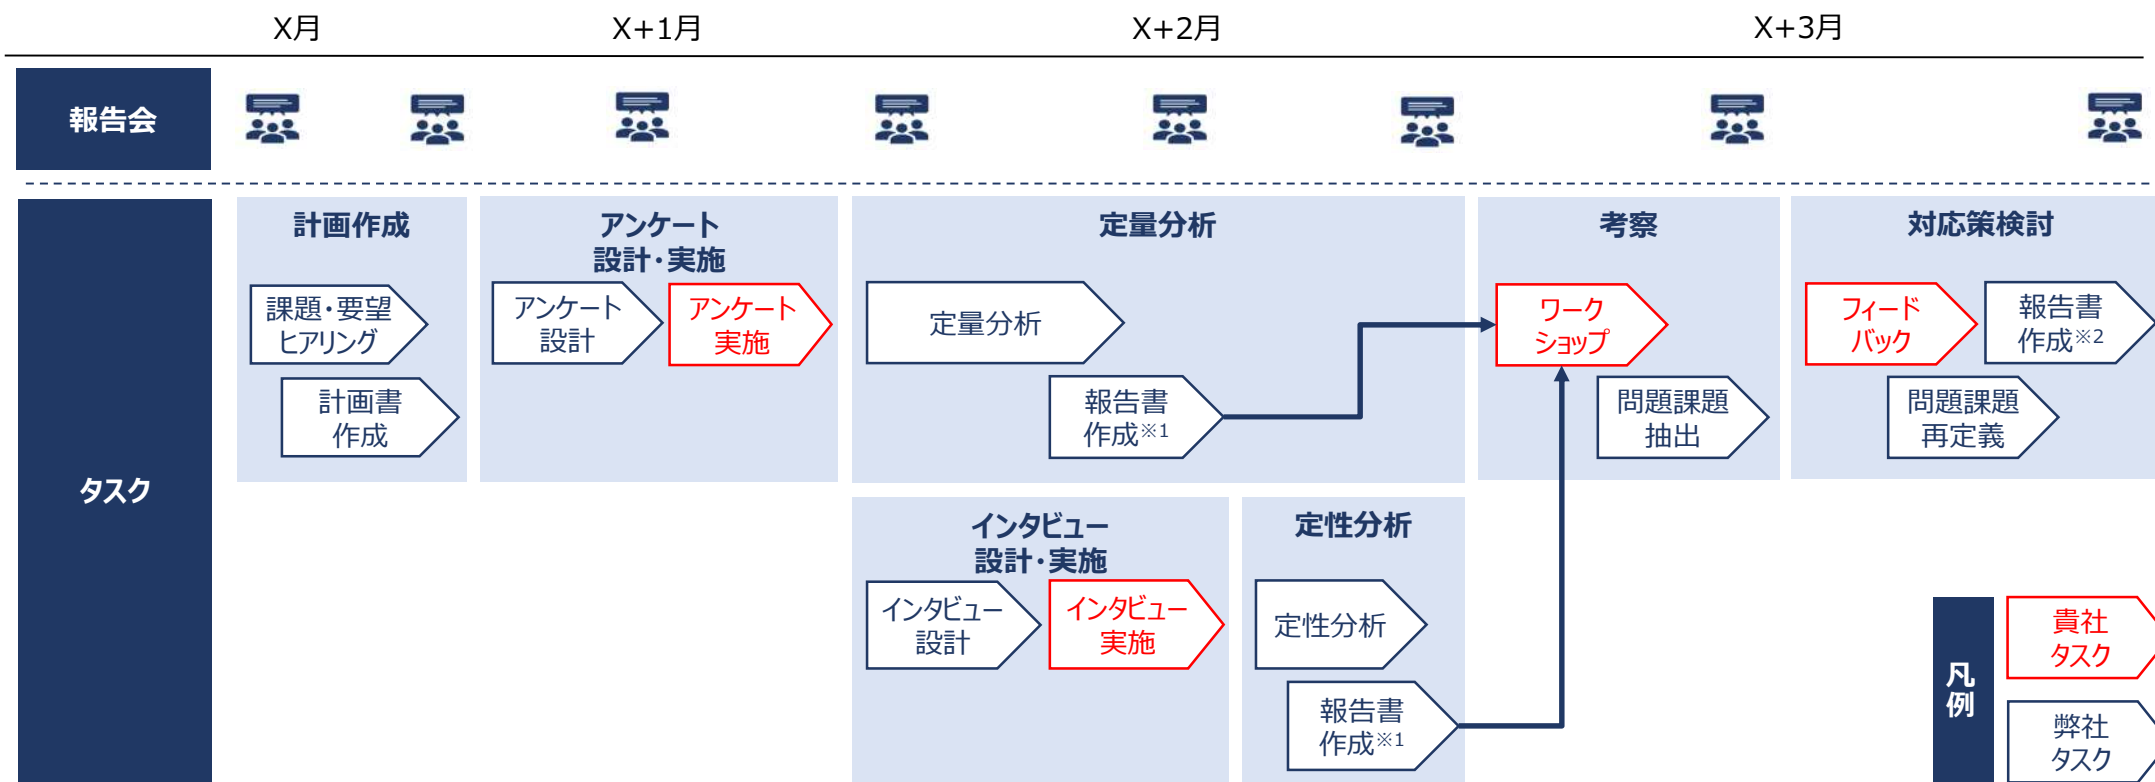 X月
X+1月
X+2月
X+3月
報告会
タスク
計画作成
課題・要望
ヒアリング
計画書
作成
アンケート
設計・実施
アンケート
設計
アンケート
実施
定量分析
定量分析
報告書
作成※1
インタビュー
設計・実施
インタビュー
設計
インタビュー
実施
定性分析
定性分析
報告書
作成※1
考察
ワーク
ショップ
問題課題
抽出
対応策検討
フィード
バック
報告書
作成※2
問題課題
再定義
凡
例
貴社
タスク
弊社
タスク